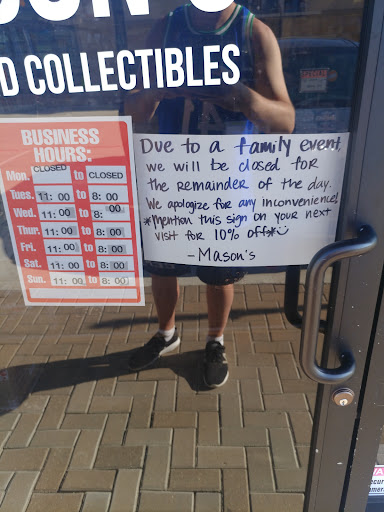 D COLLECTIBLES
BUSINESS
HOURS:
Mon. CLOSED to CLOSED
Tues. 11: 00 to 8: 00
Wed. 11: 00 to 8: 00
Thur. 11: 00 to 8: 00
Fri. 11: 00 to 8: 00
Sat. 11: 00 to 8: 00
Sun. 11: 00 to 8: 00
Due to a family event,
we will be closed for
the remainder of the day.
We apologize for any inconvenience!
*Mention this sign on your next
visit for 10% off*
-Mason's
SPECIAL